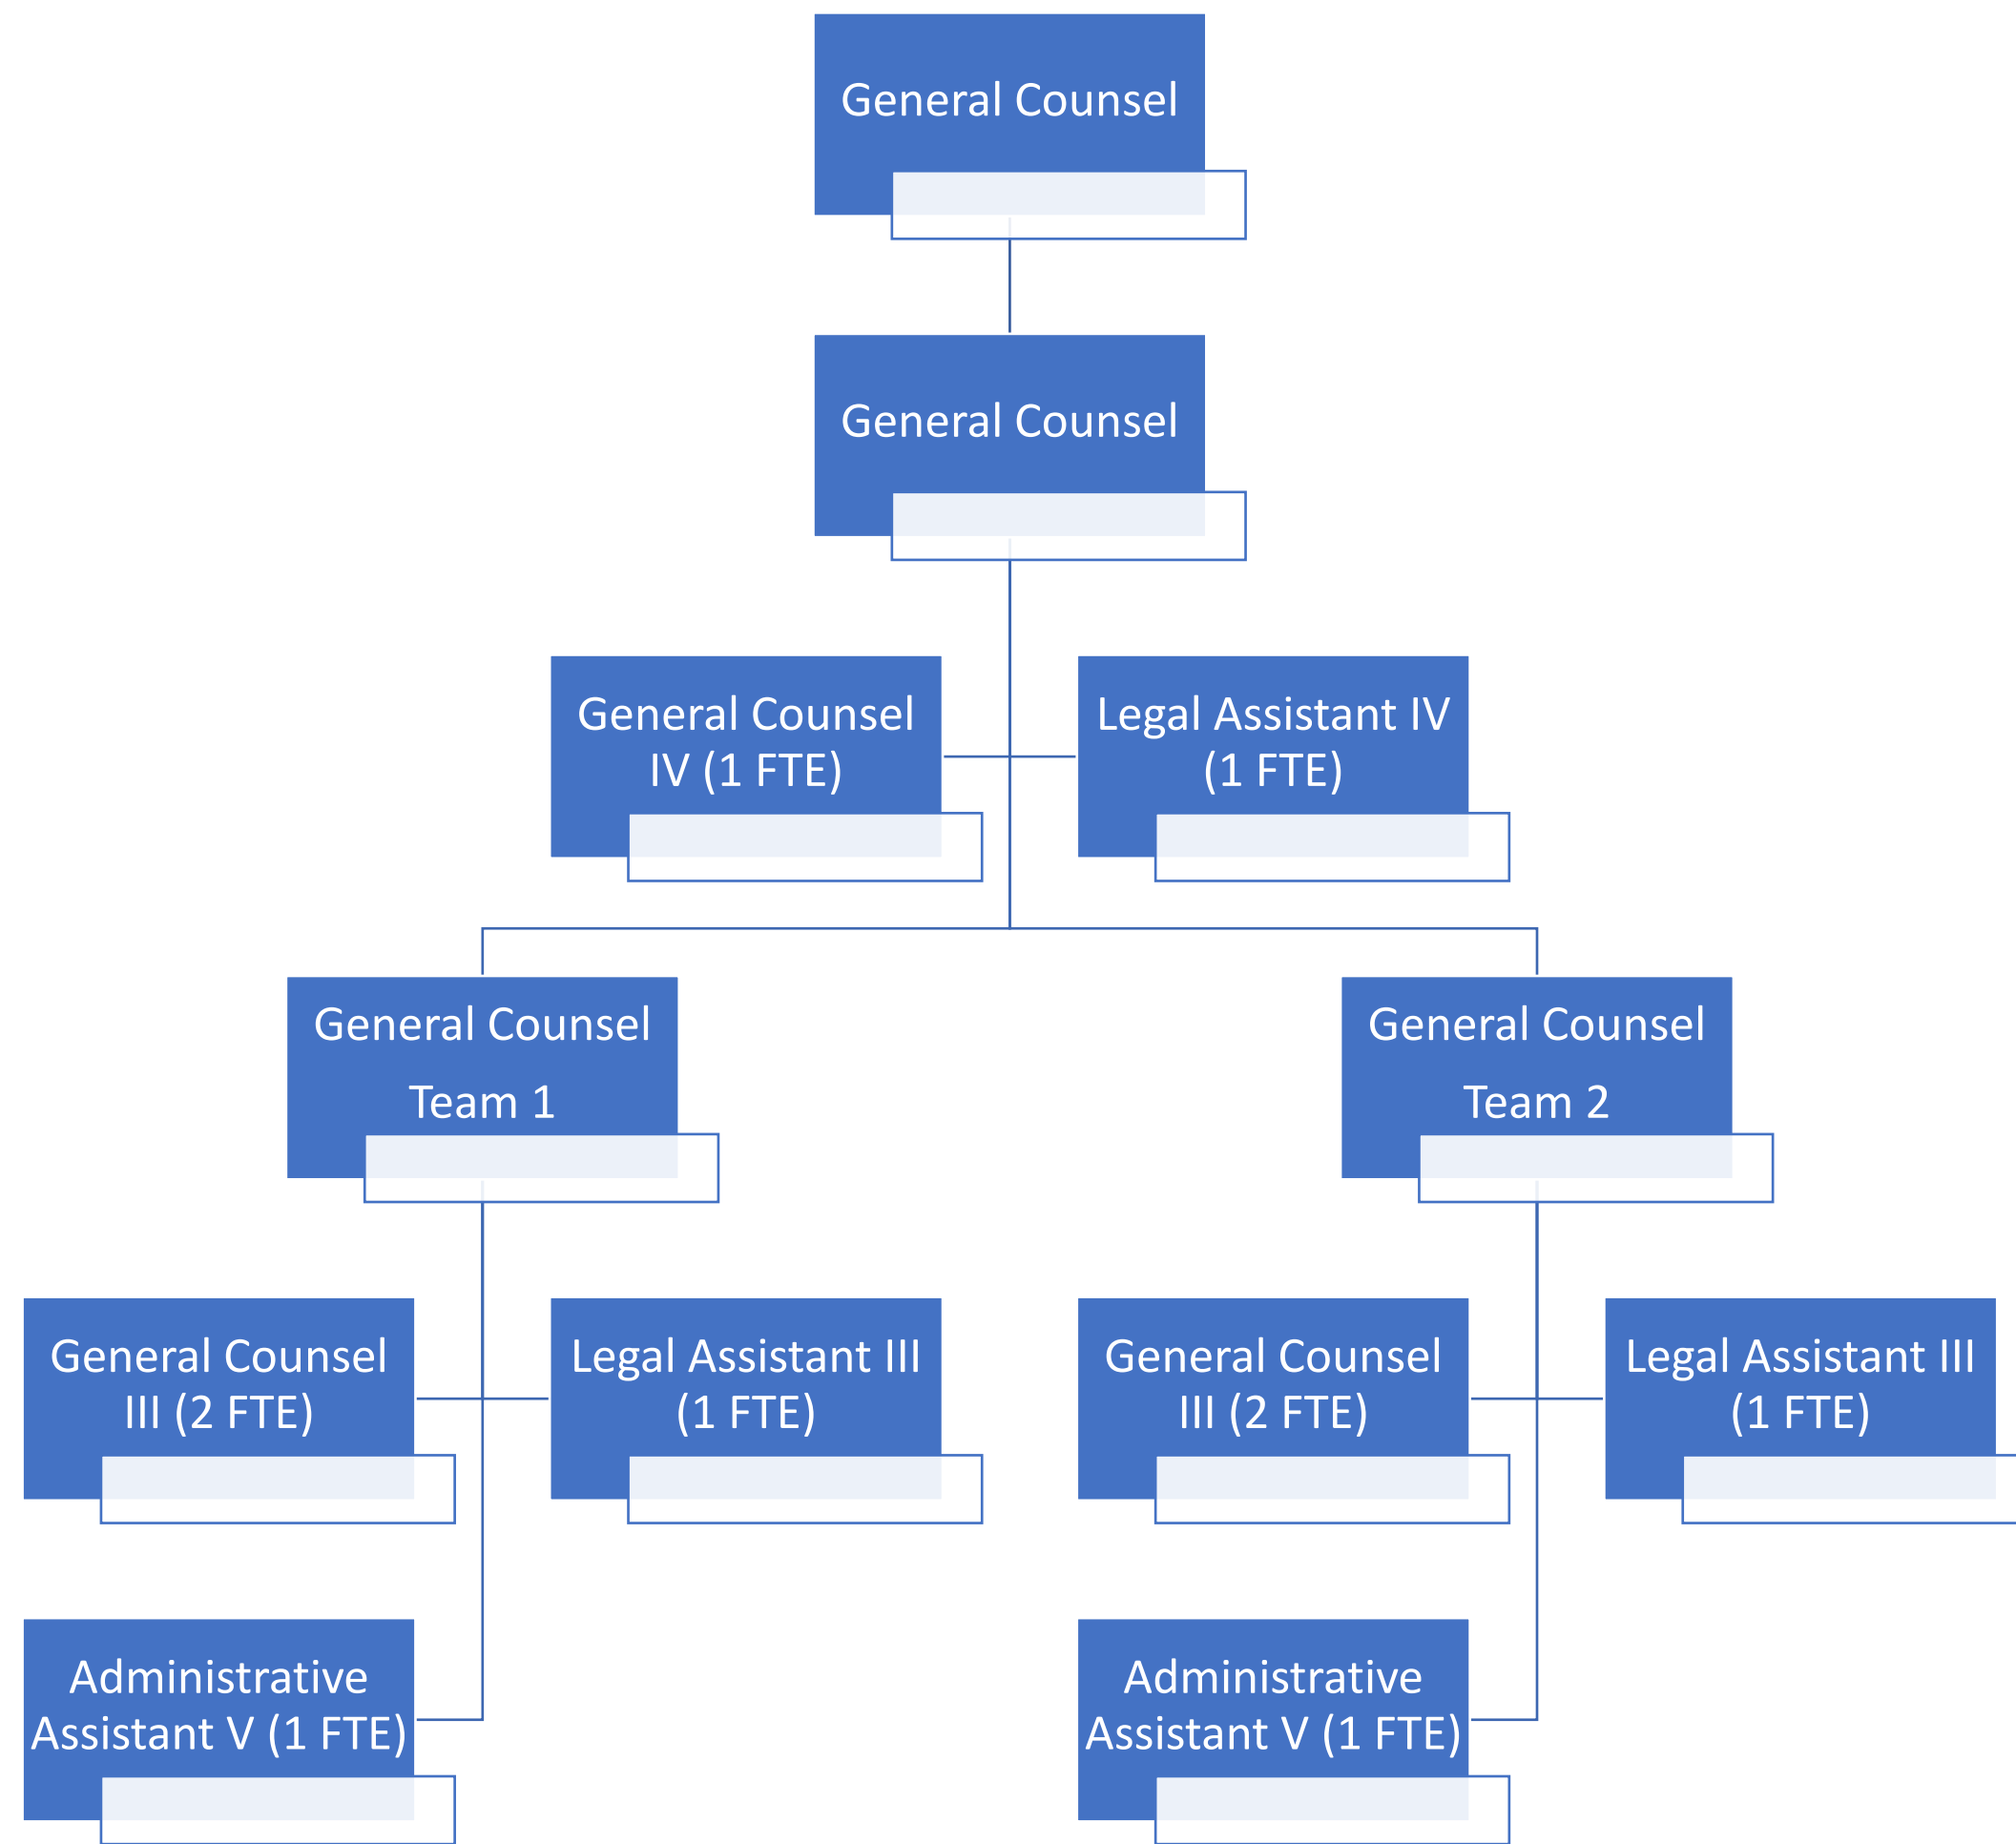 General Counsel
General Counsel
General Counsel
IV (1 FTE)
Legal Assistant IV
(1 FTE)
General Counsel
Team 1
General Counsel
Team 2
General Counsel
III (2 FTE)
Legal Assistant III
(1 FTE)
General Counsel
III (2 FTE)
Legal Assistant III
(1 FTE)
Administrative
Assistant V (1 FTE)
Administrative
Assistant V (1 FTE)